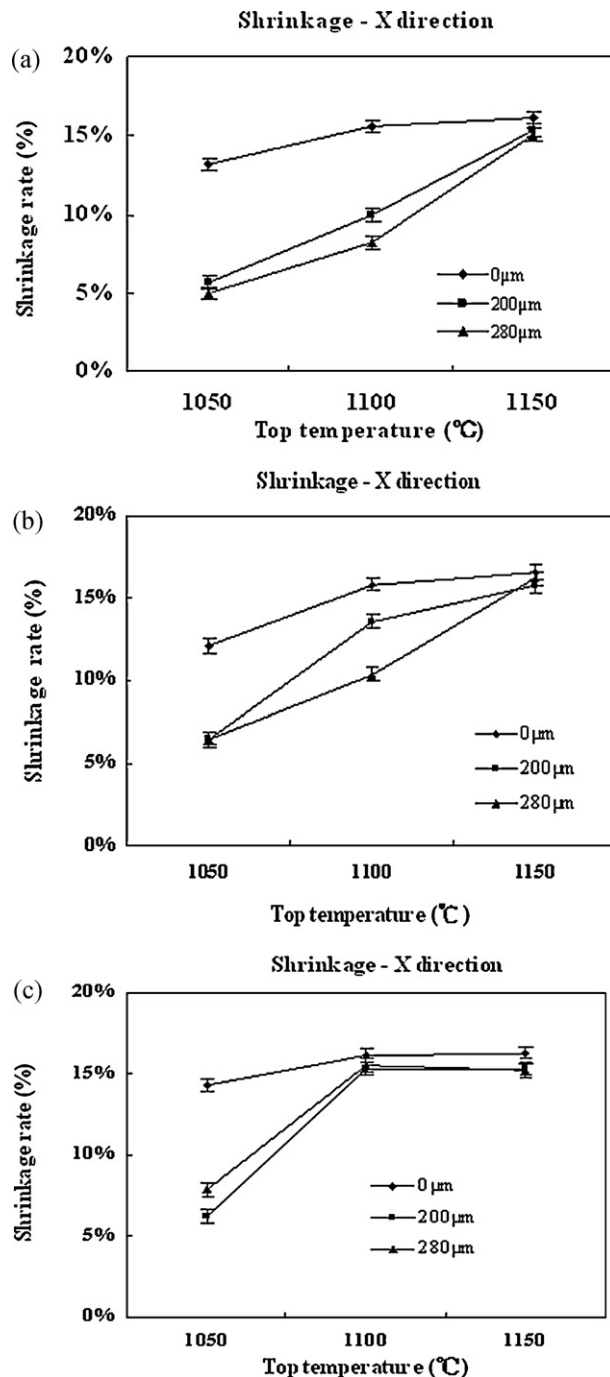 Shrinkage - X direction
(a)
20%
15%
10%
5%
0%
Shrinkage rate (%)
0µm
200µm
280µm
1050 1100 1150
Top temperature (℃)
Shrinkage - X direction
(b)
20%
15%
10%
5%
0%
Shrinkage rate (%)
0µm
200µm
280µm
1050 1100 1150
Top temperature (℃)
Shrinkage - X direction
(c)
20%
15%
10%
5%
0%
Shrinkage rate (%)
0µm
200µm
280µm
1050 1100 1150
Top temperature (℃)